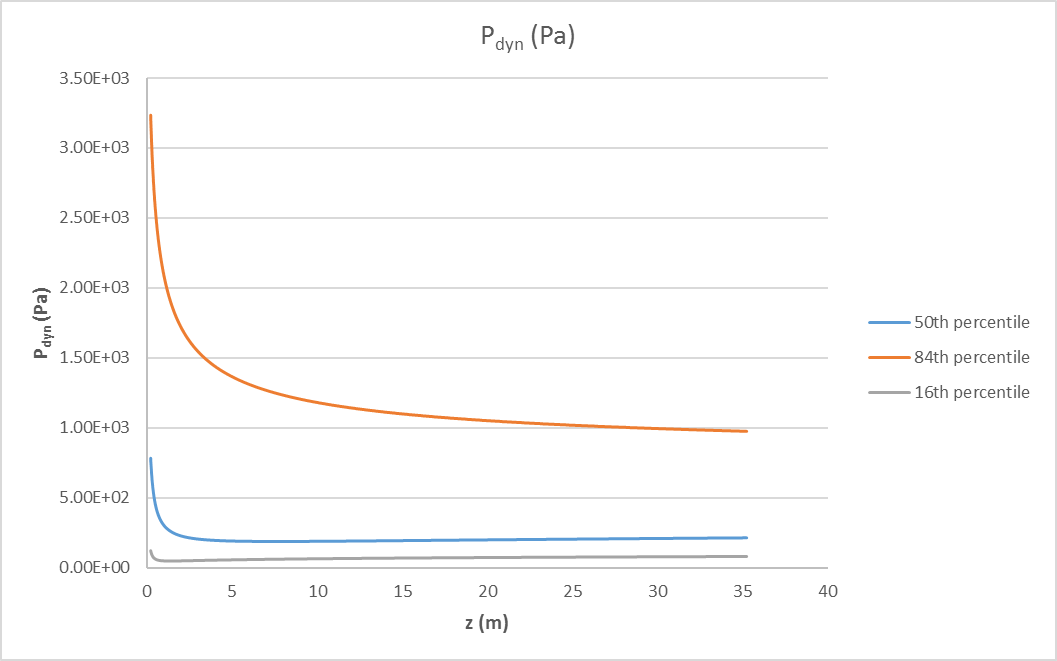 P_dyn (Pa)
3.50E+03
3.00E+03
2.50E+03
2.00E+03
1.50E+03
1.00E+03
5.00E+02
0.00E+00
P_dyn (Pa)
0 5 10 15 20 25 30 35 40
z (m)
50th percentile
84th percentile
16th percentile